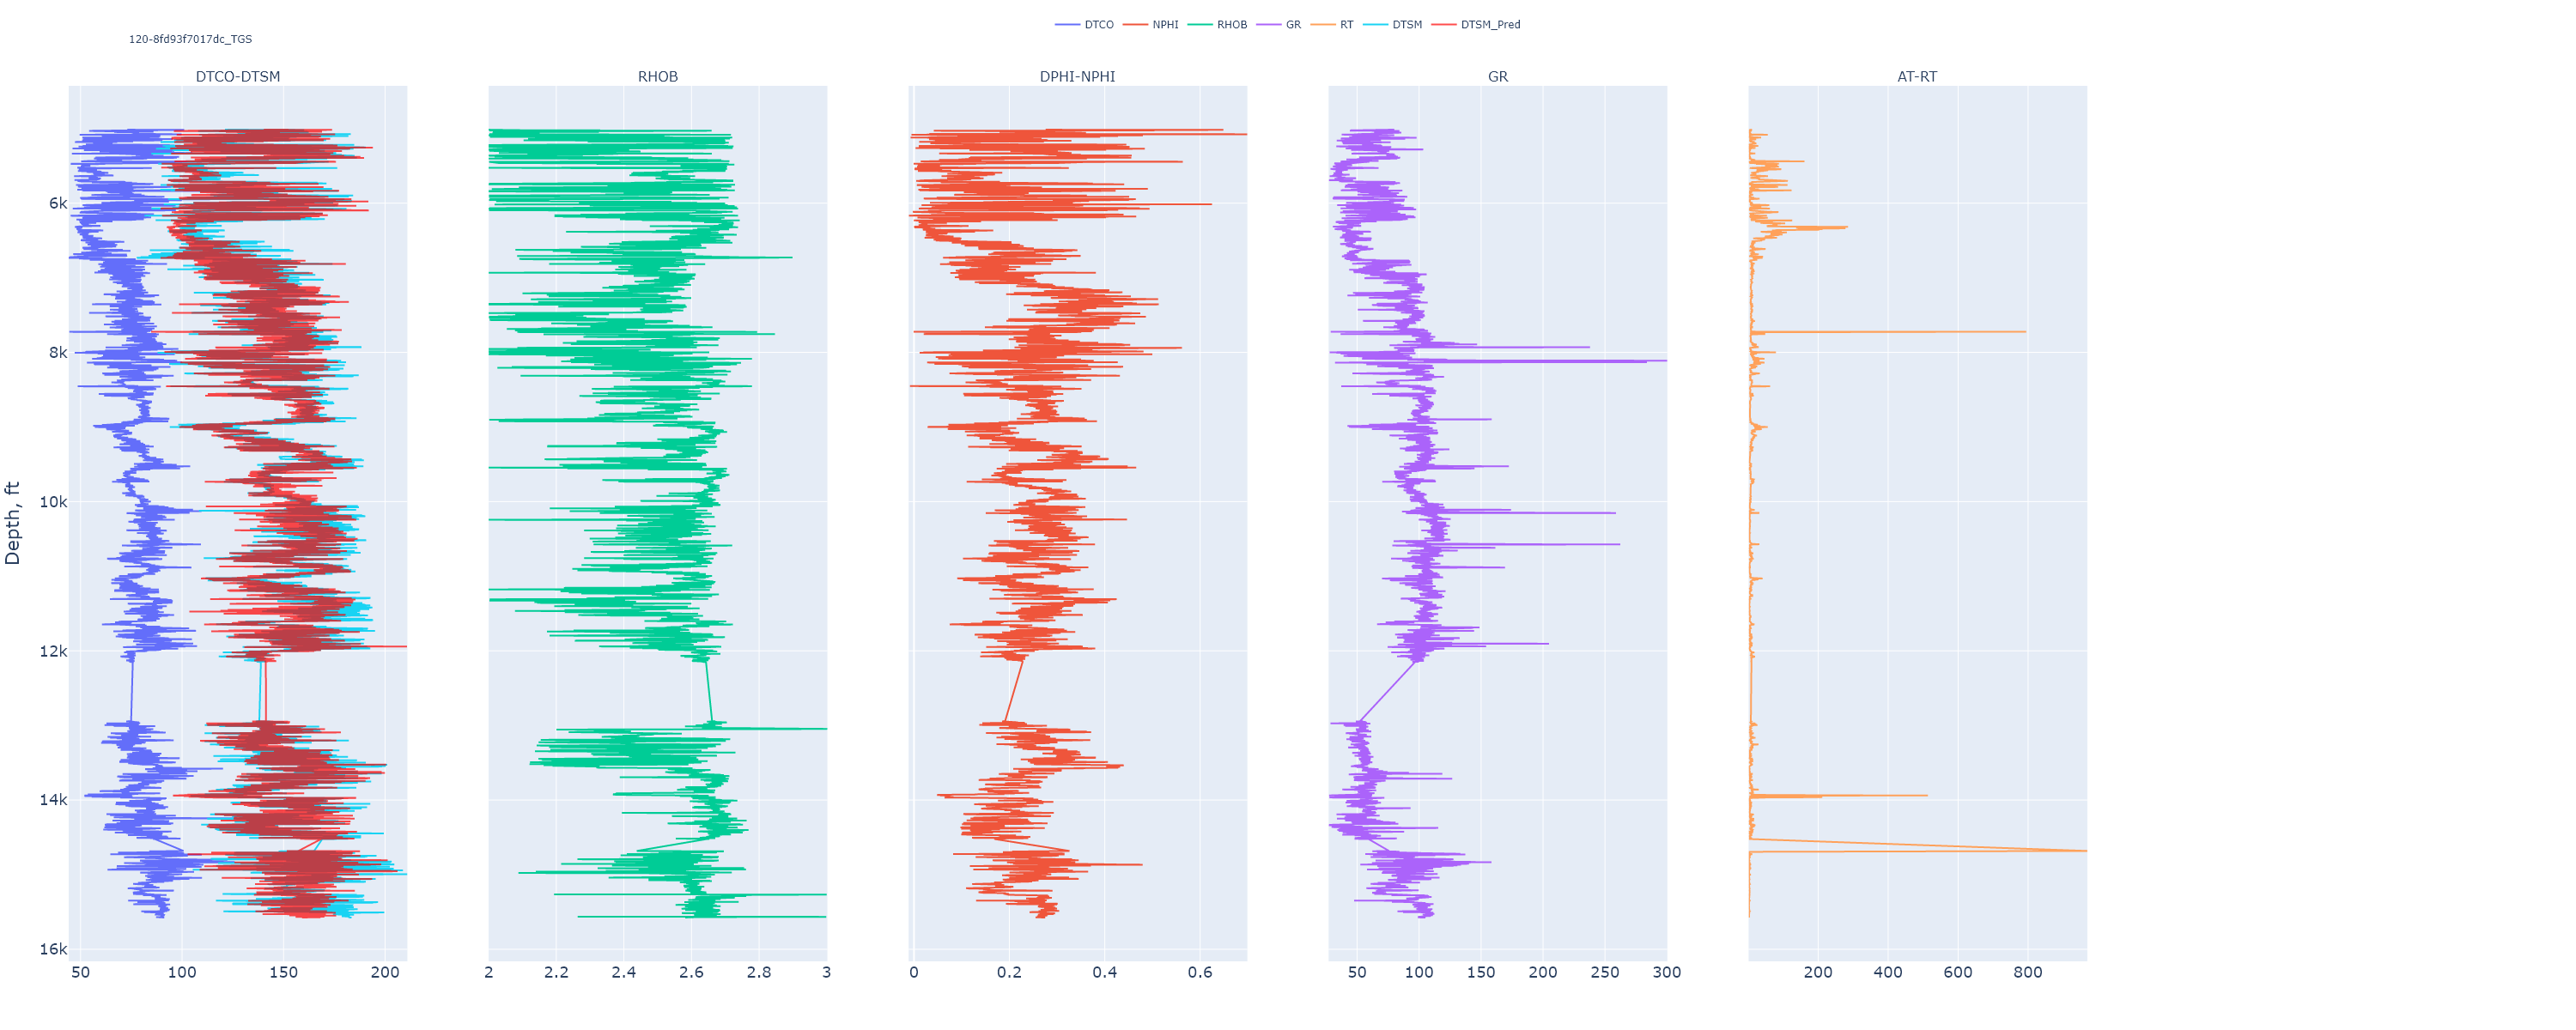 DTCO NPHI RHOB GR RT DTSM DTSM_Pred
120-8fd93f7017dc_TGS
DTCO-DTSM RHOB DPHI-NPHI GR AT-RT
Depth, ft
6k
8k
10k
12k
14k
16k
50 100 150 200
2 2.2 2.4 2.6 2.8 3
0 0.2 0.4 0.6
50 100 150 200 250 300
200 400 600 800